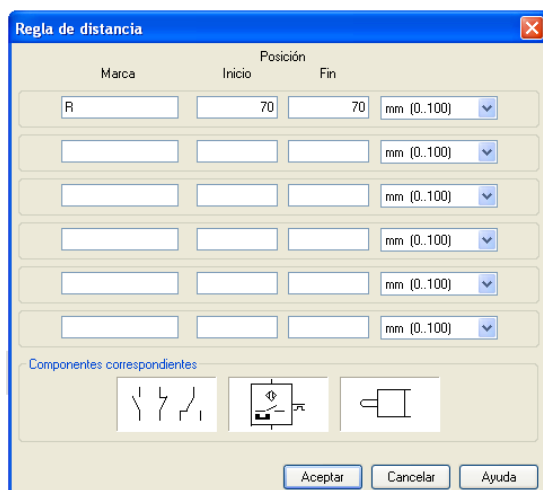 Regla de distancia
Posición
Marca Inicio Fin
R 70 70 mm (0..100)
mm (0..100)
mm (0..100)
mm (0..100)
mm (0..100)
mm (0..100)
Componentes correspondientes
Aceptar Cancelar Ayuda